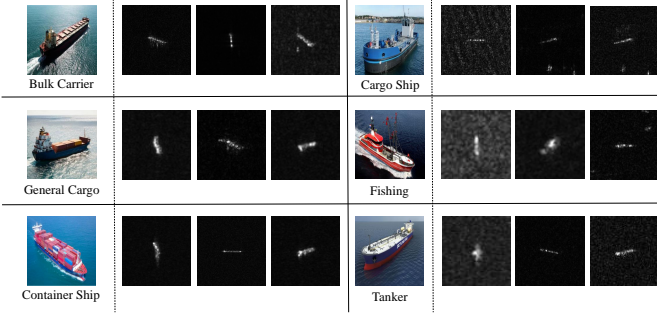 Bulk Carrier
Cargo Ship
General Cargo
Fishing
Container Ship
Tanker